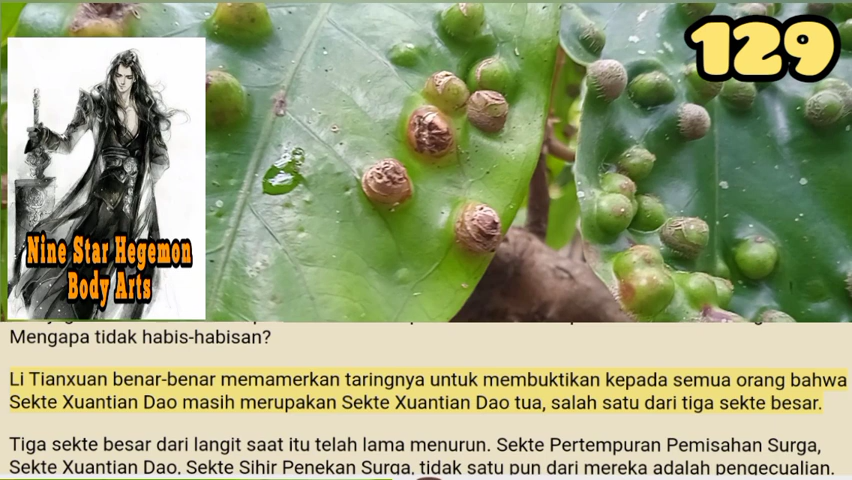 129
Nine Star Hegemon
Body Arts
Mengapa tidak habis-habisan?
Li Tianxuan benar-benar memamerkan taringnya untuk membuktikan kepada semua orang bahwa
Sekte Xuantian Dao masih merupakan Sekte Xuantian Dao tua, salah satu dari tiga sekte besar.
Tiga sekte besar dari langit saat itu telah lama menurun. Sekte Pertempuran Pemisahan Surga,
Sekte Xuantian Dao, Sekte Sihir Penekan Surga, tidak satu pun dari mereka adalah pengecualian.